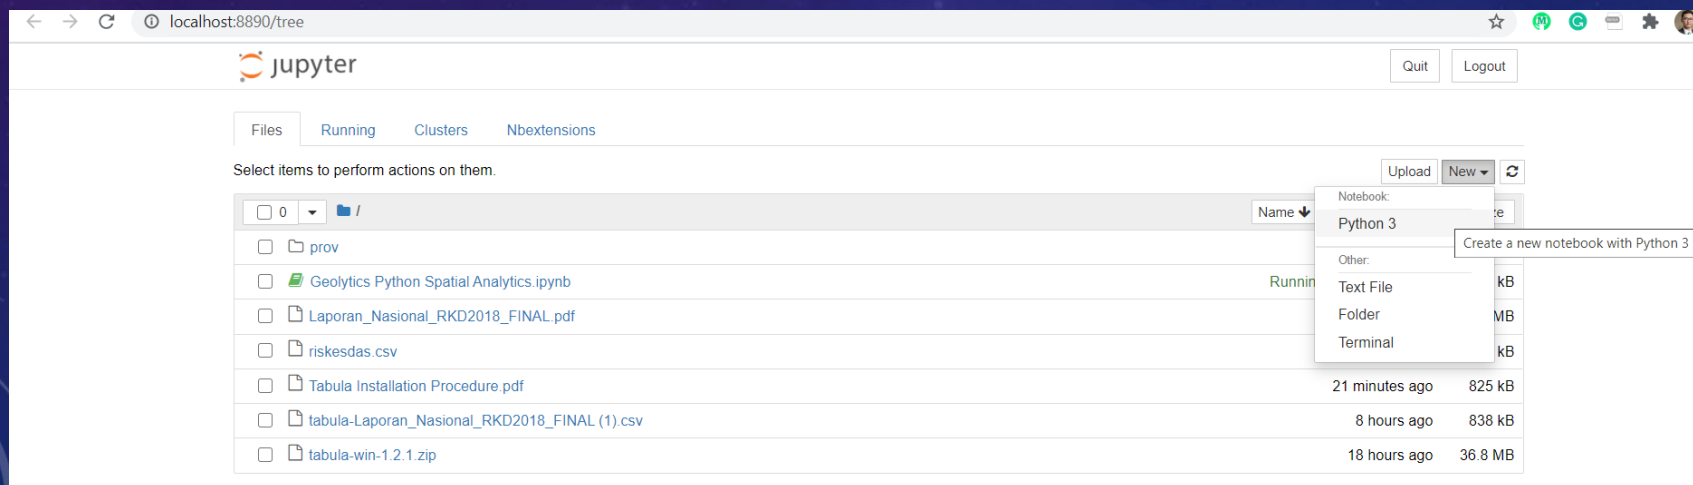 localhost:8890/tree
jupyter
Quit Logout
Files Running Clusters Nbextensions
Select items to perform actions on them.
Upload New
0 /
Name
Notebook:
Python 3
Create a new notebook with Python 3
Other:
Text File
Folder
Terminal
prov
Geolytics Python Spatial Analytics.ipynb Runnin kB
Laporan_Nasional_RKD2018_FINAL.pdf MB
riskesdas.csv kB
Tabula Installation Procedure.pdf 21 minutes ago 825 kB
tabula-Laporan_Nasional_RKD2018_FINAL (1).csv 8 hours ago 838 kB
tabula-win-1.2.1.zip 18 hours ago 36.8 MB